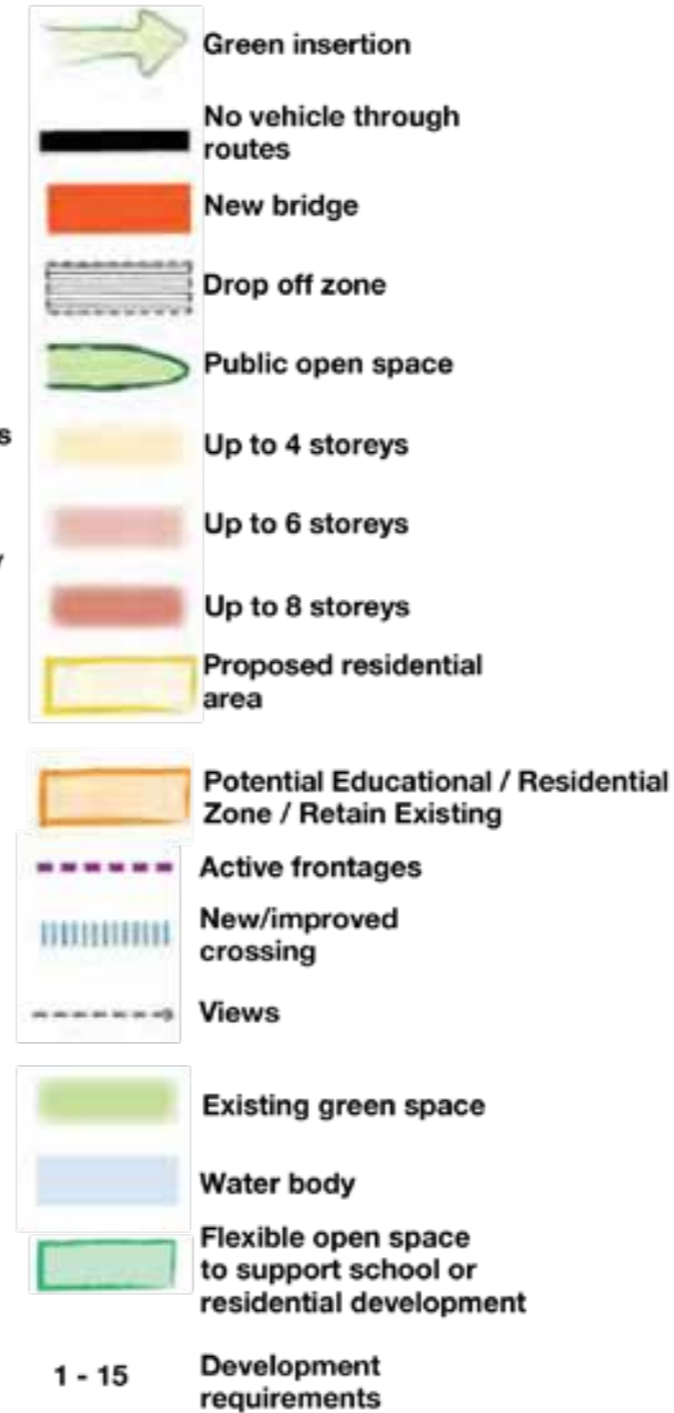 Green insertion
No vehicle through
routes
New bridge
Drop off zone
Public open space
s
Up to 4 storeys
Up to 6 storeys
Up to 8 storeys
Proposed residential
area
Potential Educational / Residential
Zone / Retain Existing
Active frontages
New/improved
crossing
Views
Existing green space
Water body
Flexible open space
to support school or
residential development
1 - 15
Development
requirements